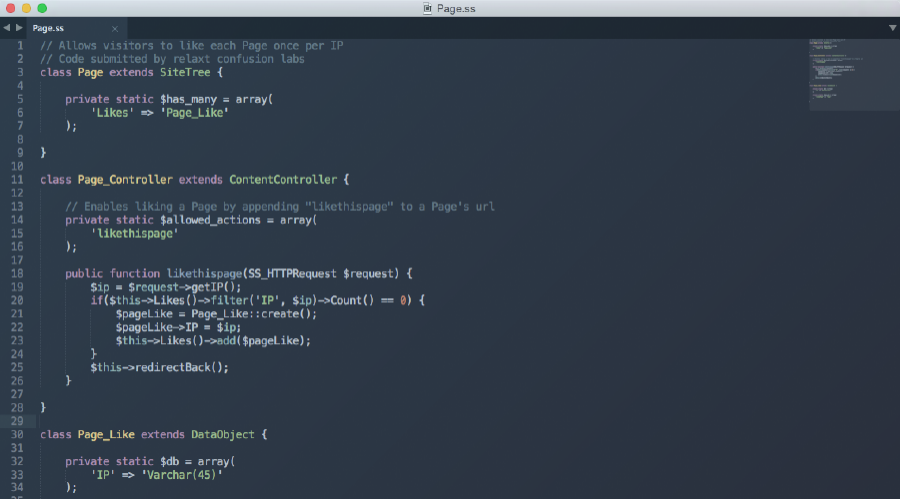 Page.ss
Page.ss
1 // Allows visitors to like each Page once per IP
2 // Code submitted by relaxt confusion labs
3 class Page extends SiteTree {
4
5     private static $has_many = array(
6         'Likes' => 'Page_Like'
7     );
8
9 }
10
11 class Page_Controller extends ContentController {
12
13     // Enables liking a Page by appending "likethispage" to a Page's url
14     private static $allowed_actions = array(
15         'likethispage'
16     );
17
18     public function likethispage(SS_HTTPRequest $request) {
19         $ip = $request->getIP();
20         if($this->Likes()->filter('IP', $ip)->Count() == 0) {
21             $pageLike = Page_Like::create();
22             $pageLike->IP = $ip;
23             $this->Likes()->add($pageLike);
24         }
25         $this->redirectBack();
26     }
27
28 }
29
30 class Page_Like extends DataObject {
31
32     private static $db = array(
33         'IP' => 'Varchar(45)'
34     );